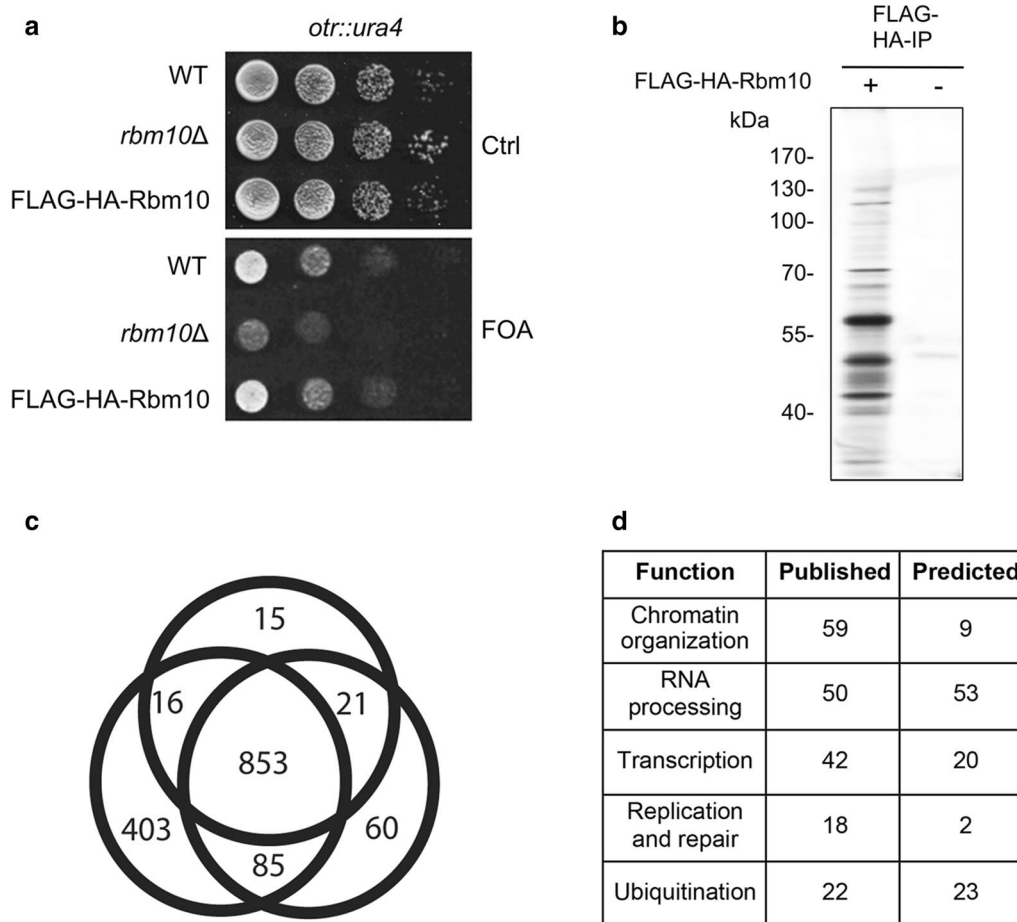 a
otr::ura4
WT
rbm10Δ
Ctrl
FLAG-HA-Rbm10
WT
rbm10Δ
FOA
FLAG-HA-Rbm10
b
FLAG-
HA-IP
FLAG-HA-Rbm10 + -
kDa
170-
130-
100-
70-
55-
40-
c
15
16
21
853
403
60
85
d
Function Published Predicted
Chromatin
organization 59 9
RNA
processing 50 53
Transcription 42 20
Replication
and repair 18 2
Ubiquitination 22 23